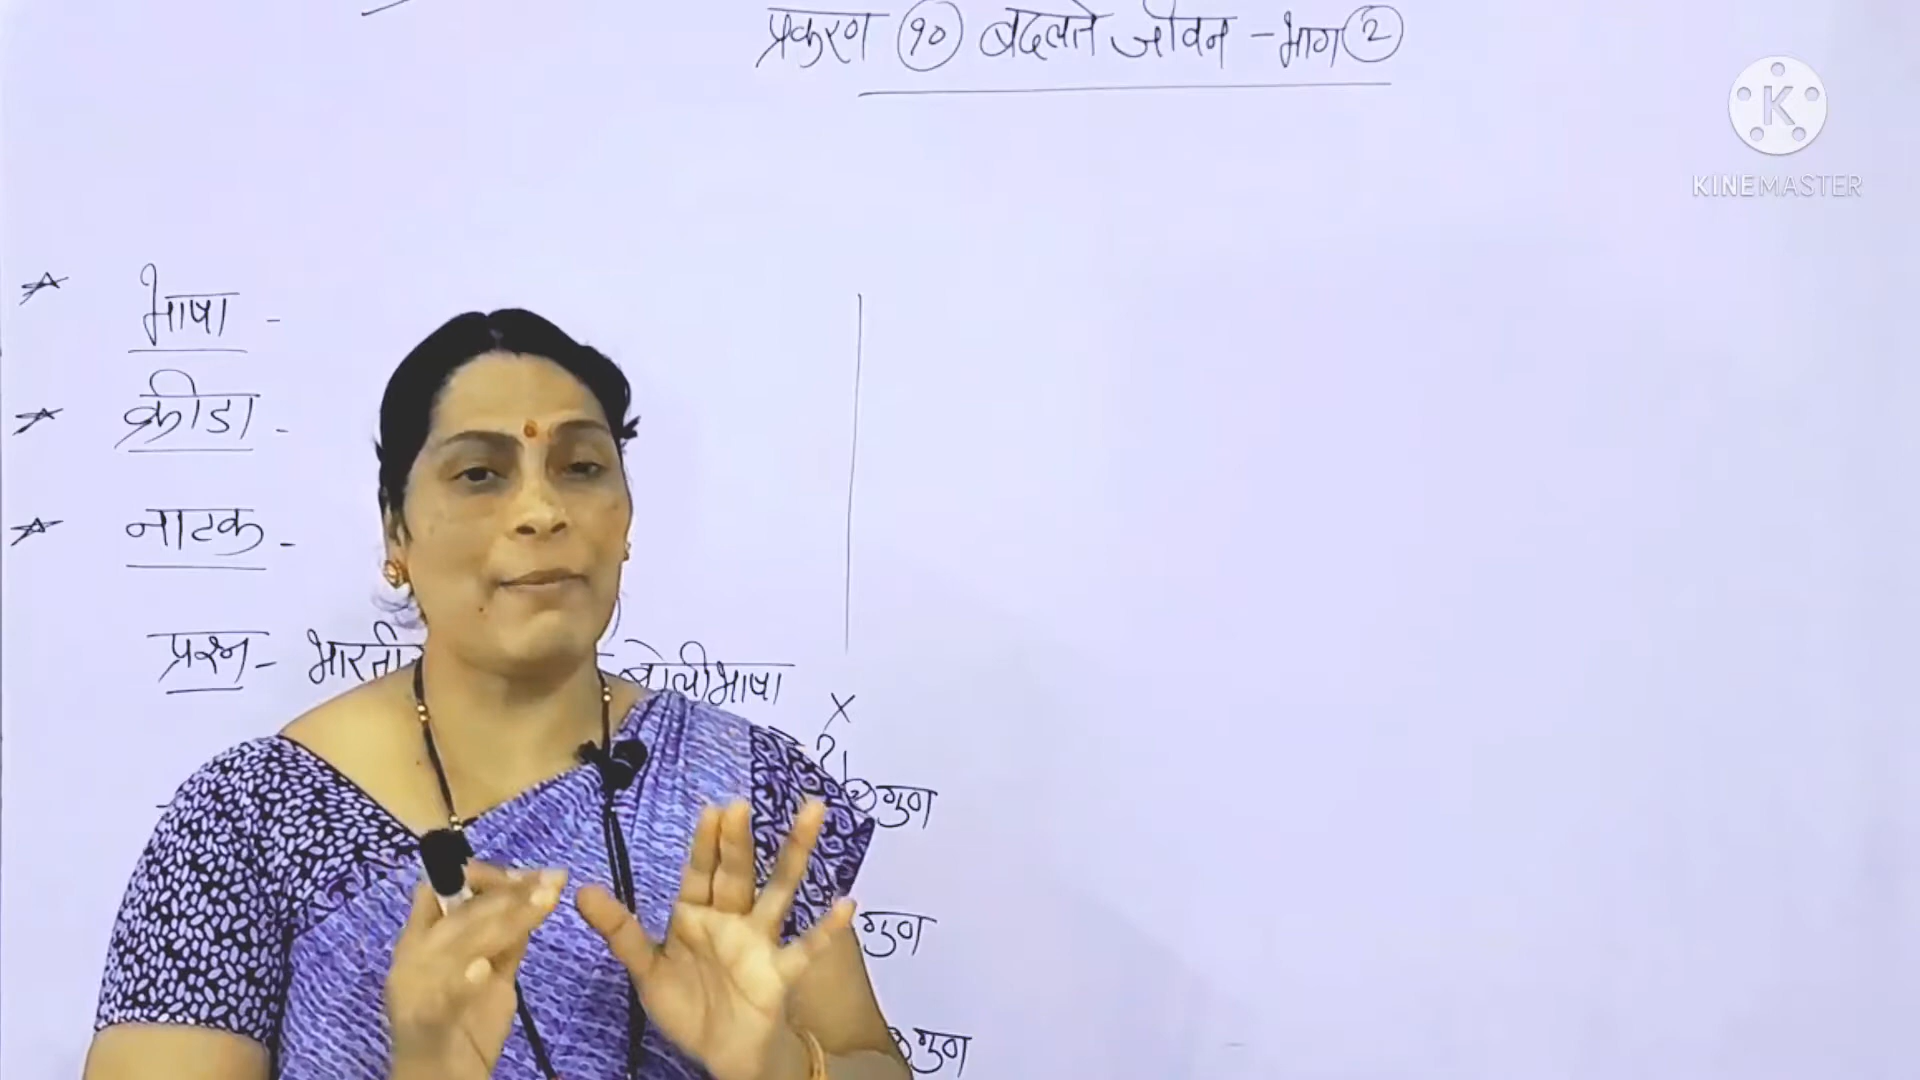 प्रकरण १० बदलते जीवन - भाग २
KINEMASTER
* भाषा -
* क्रीडा -
* नाटक -
प्रश्न - भारती बोलीभाषा
x
गुण
गुण
गुण